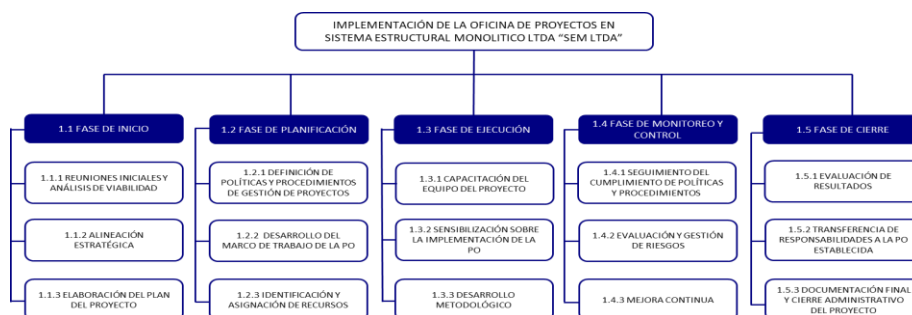 IMPLEMENTACIÓN DE LA OFICINA DE PROYECTOS EN
SISTEMA ESTRUCTURAL MONOLITICO LTDA "SEM LTDA"
1.1 FASE DE INICIO
1.1.1 REUNIONES INICIALES Y
ANÁLISIS DE VIABILIDAD
1.1.2 ALINEACIÓN
ESTRATÉGICA
1.1.3 ELABORACIÓN DEL PLAN
DEL PROYECTO
1.2 FASE DE PLANIFICACIÓN
1.2.1 DEFINICIÓN DE
POLÍTICAS Y PROCEDIMIENTOS
DE GESTIÓN DE PROYECTOS
1.2.2 DESARROLLO DEL
MARCO DE TRABAJO DE LA PO
1.2.3 IDENTIFICACIÓN Y
ASIGNACIÓN DE RECURSOS
1.3 FASE DE EJECUCIÓN
1.3.1 CAPACITACIÓN DEL
EQUIPO DEL PROYECTO
1.3.2 SENSIBILIZACIÓN SOBRE
LA IMPLEMENTACIÓN DE LA
PO
1.3.3 DESARROLLO
METODOLÓGICO
1.4 FASE DE MONITOREO Y
CONTROL
1.4.1 SEGUIMIENTO DEL
CUMPLIMIENTO DE POLÍTICAS
Y PROCEDIMIENTOS
1.4.2 EVALUACIÓN Y GESTIÓN
DE RIESGOS
1.4.3 MEJORA CONTINUA
1.5 FASE DE CIERRE
1.5.1 EVALUACIÓN DE
RESULTADOS
1.5.2 TRANSFERENCIA DE
RESPONSABILIDADES A LA PO
ESTABLECIDA
1.5.3 DOCUMENTACIÓN FINAL
Y CIERRE ADMINISTRATIVO
DEL PROYECTO